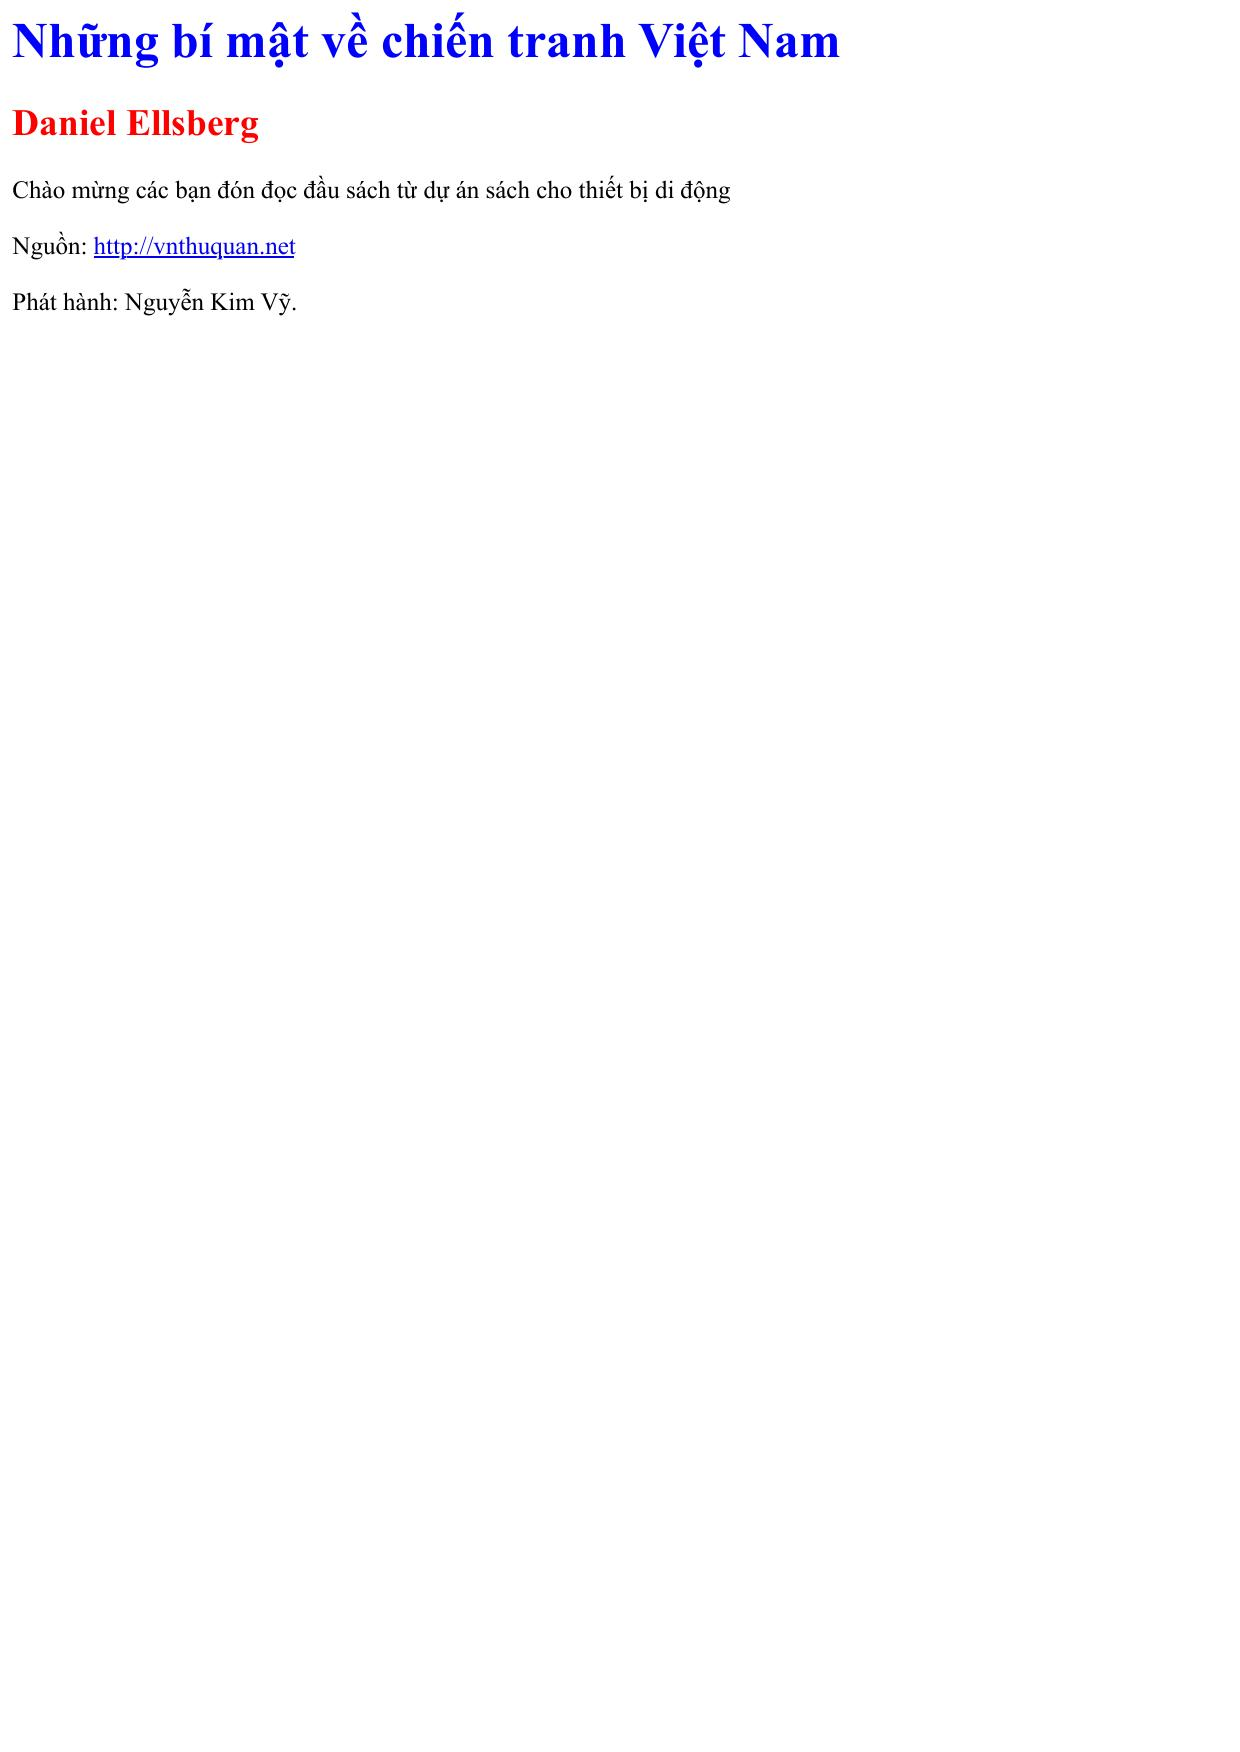 Những bí mật về chiến tranh Việt Nam
Daniel Ellsberg
Chào mừng các bạn đón đọc đầu sách từ dự án sách cho thiết bị di động
Nguồn: http://vnthuquan.net
Phát hành: Nguyễn Kim Vỹ.